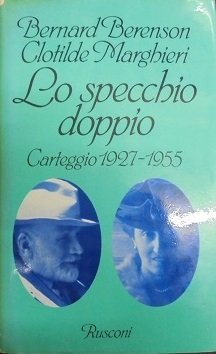 Bernard Berenson
Clotilde Marghieri
Lo specchio
doppio
Carteggio 1927-1955
Rusconi